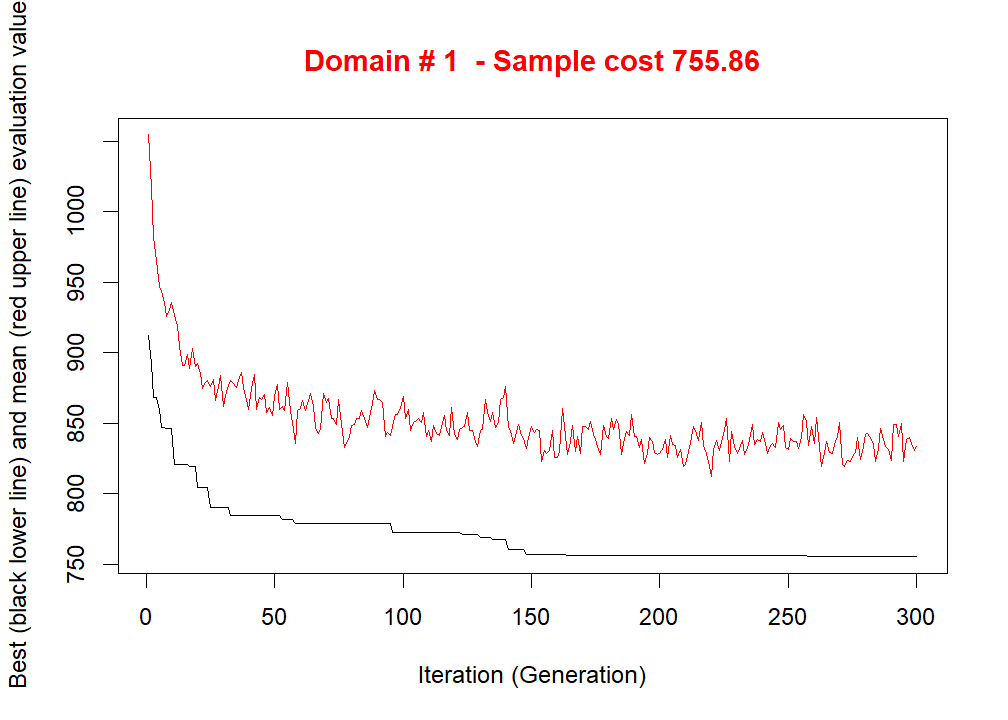 Domain # 1  - Sample cost 755.86
Best (black lower line) and mean (red upper line) evaluation value
1000
950
900
850
800
750
0 50 100 150 200 250 300
Iteration (Generation)